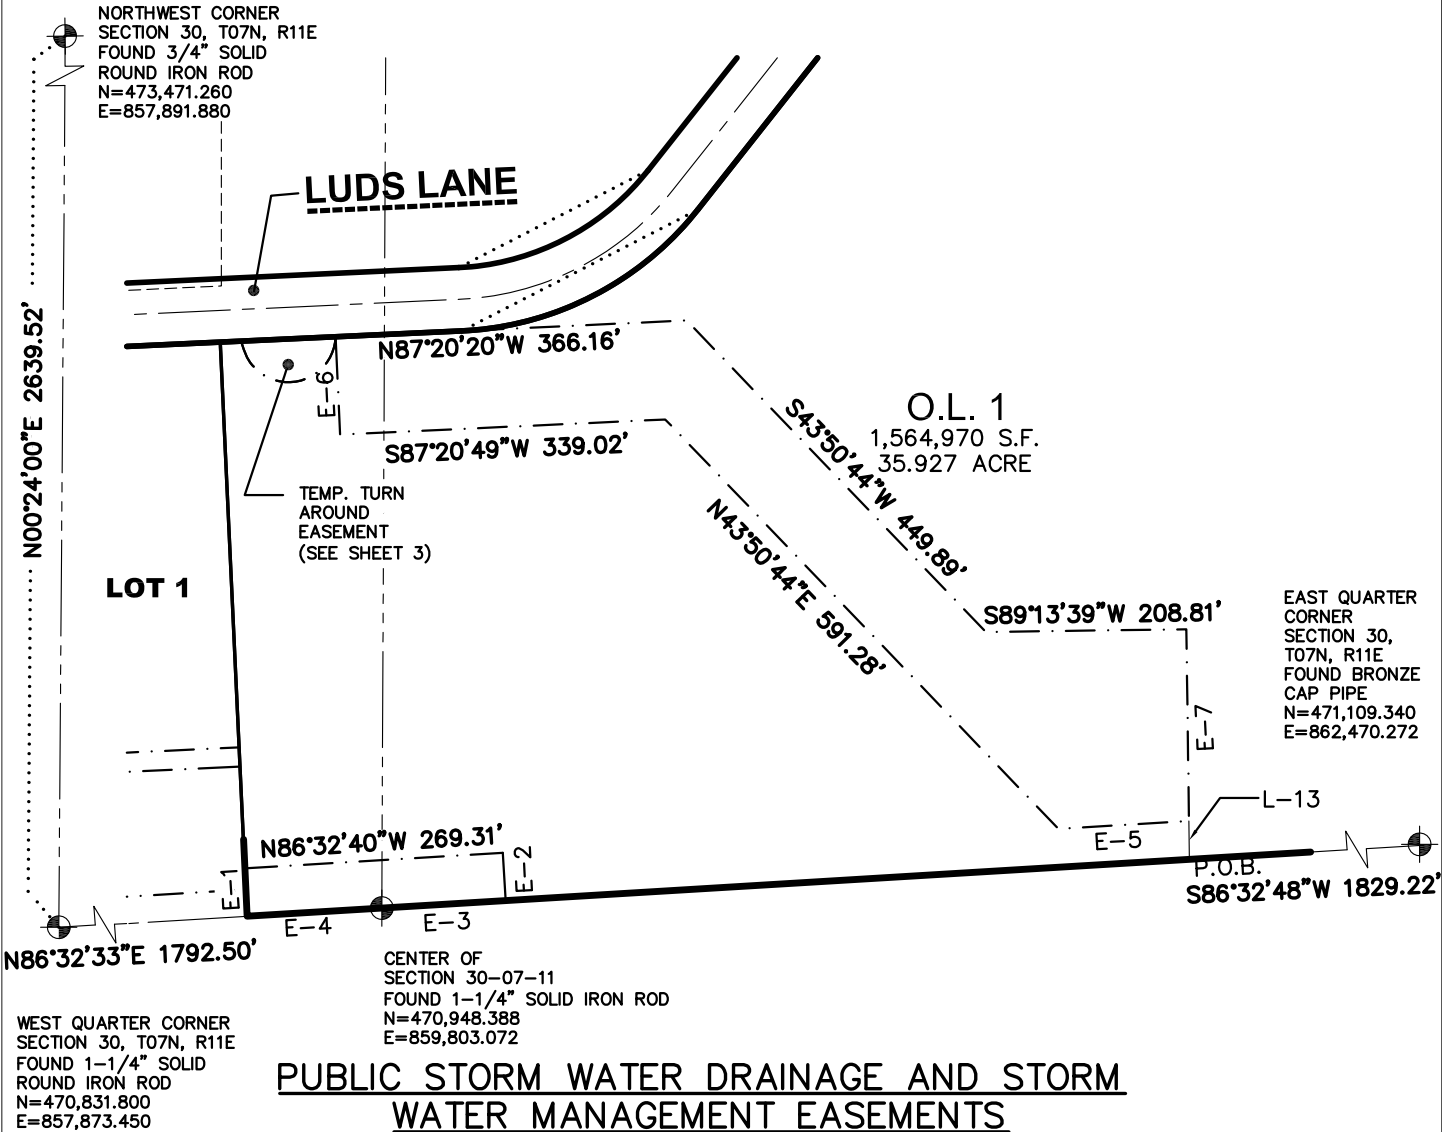 NORTHWEST CORNER
SECTION 30, T07N, R11E
FOUND 3/4" SOLID
ROUND IRON ROD
N=473,471.260
E=857,891.880
LUDS LANE
N00°24'00"E 2639.52'
N87°20'20"W 366.16'
E-6
S87°20'49"W 339.02'
O.L. 1
1,564,970 S.F.
35.927 ACRE
S43°50'44"W 449.89'
N43°50'44"E 591.28'
TEMP. TURN
AROUND
EASEMENT
(SEE SHEET 3)
LOT 1
S89°13'39"W 208.81'
EAST QUARTER
CORNER
SECTION 30,
T07N, R11E
FOUND BRONZE
CAP PIPE
N=471,109.340
E=862,470.272
E-7
L-13
E-5
P.O.B.
S86°32'48"W 1829.22'
N86°32'40"W 269.31'
E-1
E-2
E-4
E-3
N86°32'33"E 1792.50'
CENTER OF
SECTION 30-07-11
FOUND 1-1/4" SOLID IRON ROD
N=470,948.388
E=859,803.072
WEST QUARTER CORNER
SECTION 30, T07N, R11E
FOUND 1-1/4" SOLID
ROUND IRON ROD
N=470,831.800
E=857,873.450
PUBLIC STORM WATER DRAINAGE AND STORM
WATER MANAGEMENT EASEMENTS